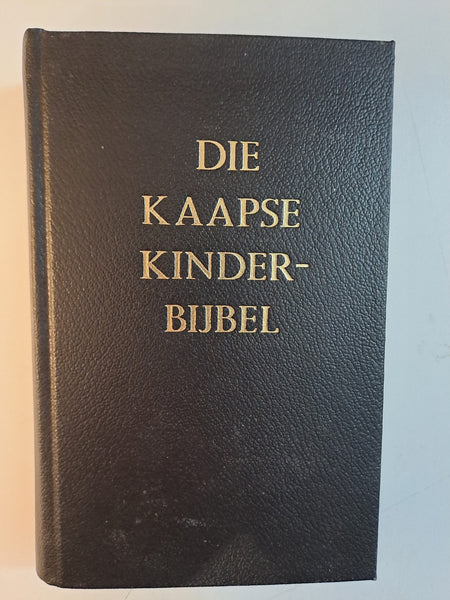 DIE
KAAPSE
KINDER-
BIJBEL